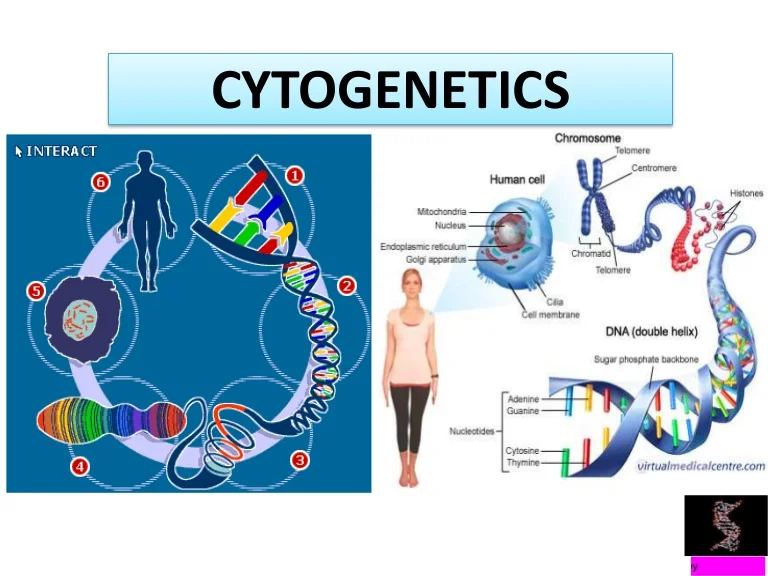 CYTOGENETICS
INTERACT
1
2
3
4
5
6
Chromosome
Telomere
Centromere
Histones
Chromatid
Telomere
Human cell
Mitochondria
Nucleus
Endoplasmic reticulum
Golgi apparatus
Cilia
Cell membrane
DNA (double helix)
Sugar phosphate backbone
Adenine
Guanine
Nucleotides
Cytosine
Thymine
virtualmedicalcentre.com